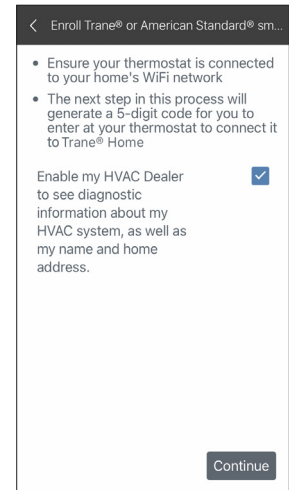 Enroll Trane® or American Standard® sm...
• Ensure your thermostat is connected
to your home's WiFi network
• The next step in this process will
generate a 5-digit code for you to
enter at your thermostat to connect it
to Trane® Home
Enable my HVAC Dealer
to see diagnostic
information about my
HVAC system, as well as
my name and home
address.
Continue